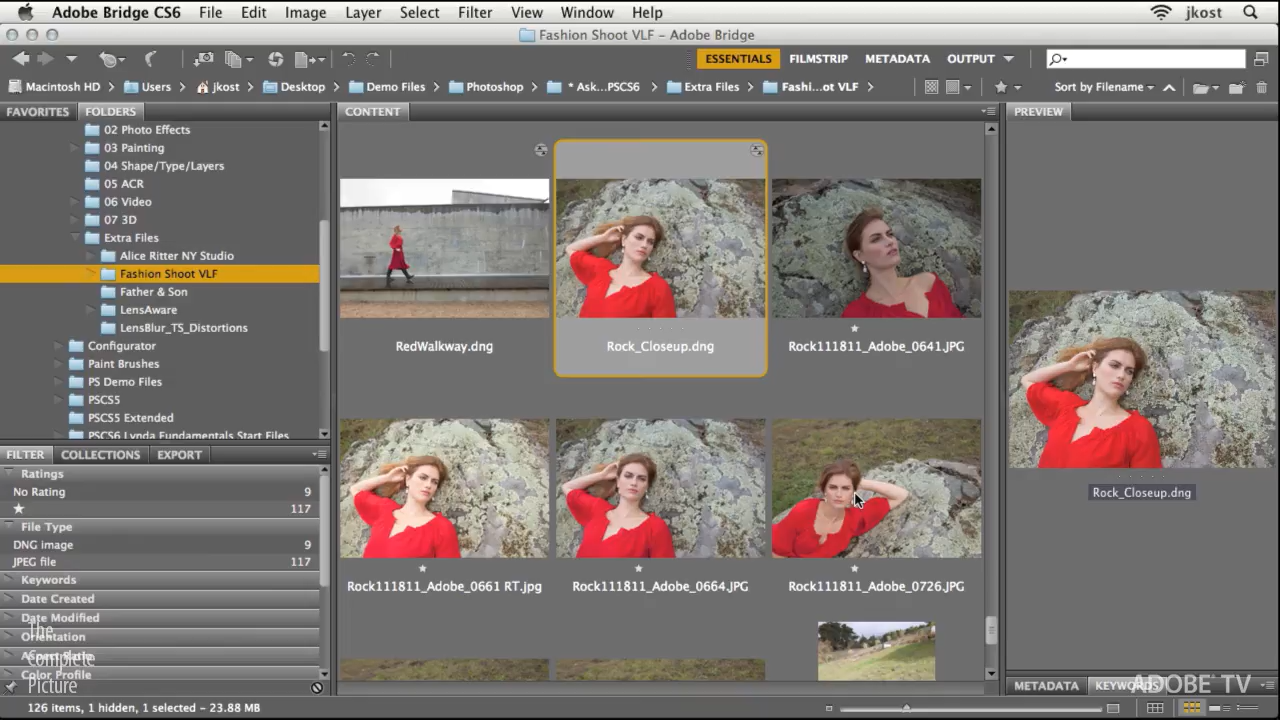 Adobe Bridge CS6 File Edit Image Layer Select Filter View Window Help jkost
Fashion Shoot VLF – Adobe Bridge
ESSENTIALS FILMSTRIP METADATA OUTPUT
Macintosh HD Users jkost Desktop Demo Files Photoshop * Ask...PSCS6 Extra Files Fashi...ot VLF Sort by Filename
FAVORITES FOLDERS CONTENT PREVIEW
02 Photo Effects
03 Painting
04 Shape/Type/Layers
05 ACR
06 Video
07 3D
Extra Files
Alice Ritter NY Studio
Fashion Shoot VLF
Father & Son
LensAware
LensBlur_TS_Distortions
Configurator
Paint Brushes
PS Demo Files
PSCS5
PSCS5 Extended
PSCS6 Lynda Fundamentals Start Files
FILTER COLLECTIONS EXPORT
Ratings
No Rating 9
117
File Type
DNG image 9
JPEG file 117
Keywords
Date Created
Date Modified
Orientation
Aspect Ratio
Color Profile
The
Complete
Picture
126 items, 1 hidden, 1 selected – 23.88 MB
RedWalkway.dng Rock_Closeup.dng Rock111811_Adobe_0641.JPG
Rock111811_Adobe_0661 RT.jpg Rock111811_Adobe_0664.JPG Rock111811_Adobe_0726.JPG
Rock_Closeup.dng
METADATA KEYWORDS
ADOBE TV